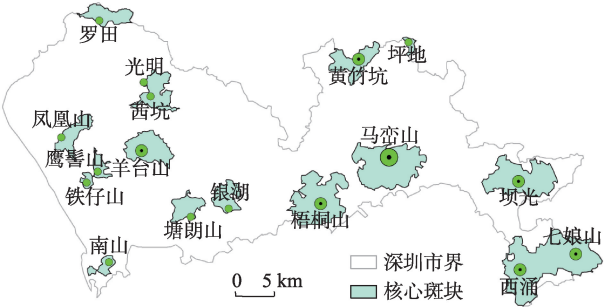 罗田
坪地
光明
黄竹坑
茜坑
凤凰山
马峦山
鹰髻山
羊台山
铁仔山
银湖
坝光
梧桐山
塘朗山
七娘山
南山
西涌
0 5 km
深圳市界
核心斑块